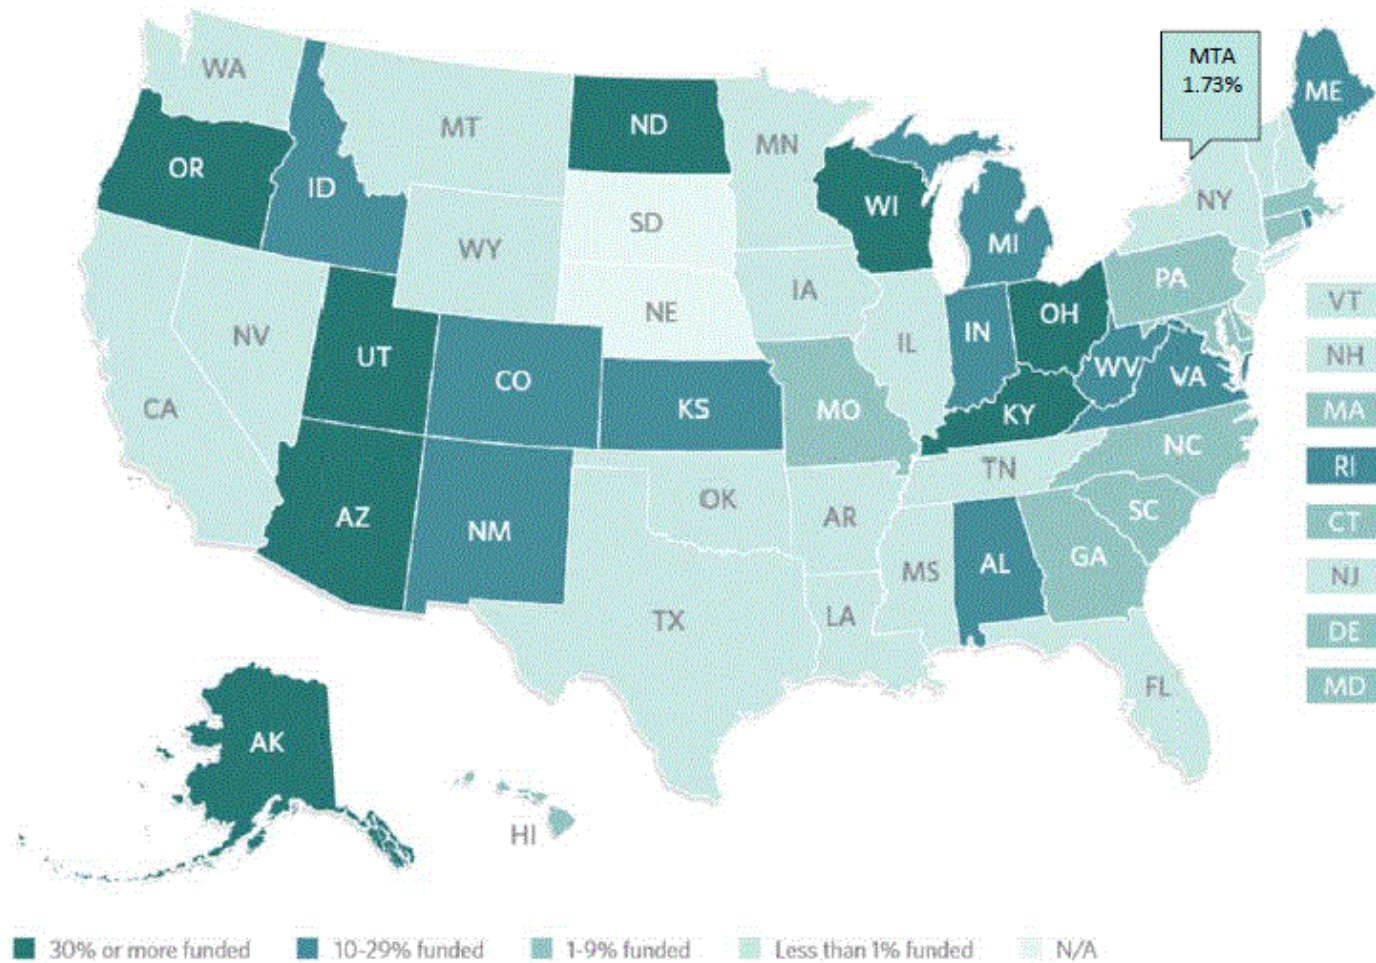 WA
MTA
1.73%
ME
MT
ND
MN
OR
ID
SD
WI
NY
WY
MI
IA
PA
NE
VT
NV
IL
IN
OH
NH
UT
CO
WV
VA
CA
KS
MO
KY
MA
NC
TN
RI
OK
AZ
AR
SC
CT
NM
MS
AL
GA
NJ
TX
LA
DE
FL
MD
AK
HI
30% or more funded
10-29% funded
1-9% funded
Less than 1% funded
N/A